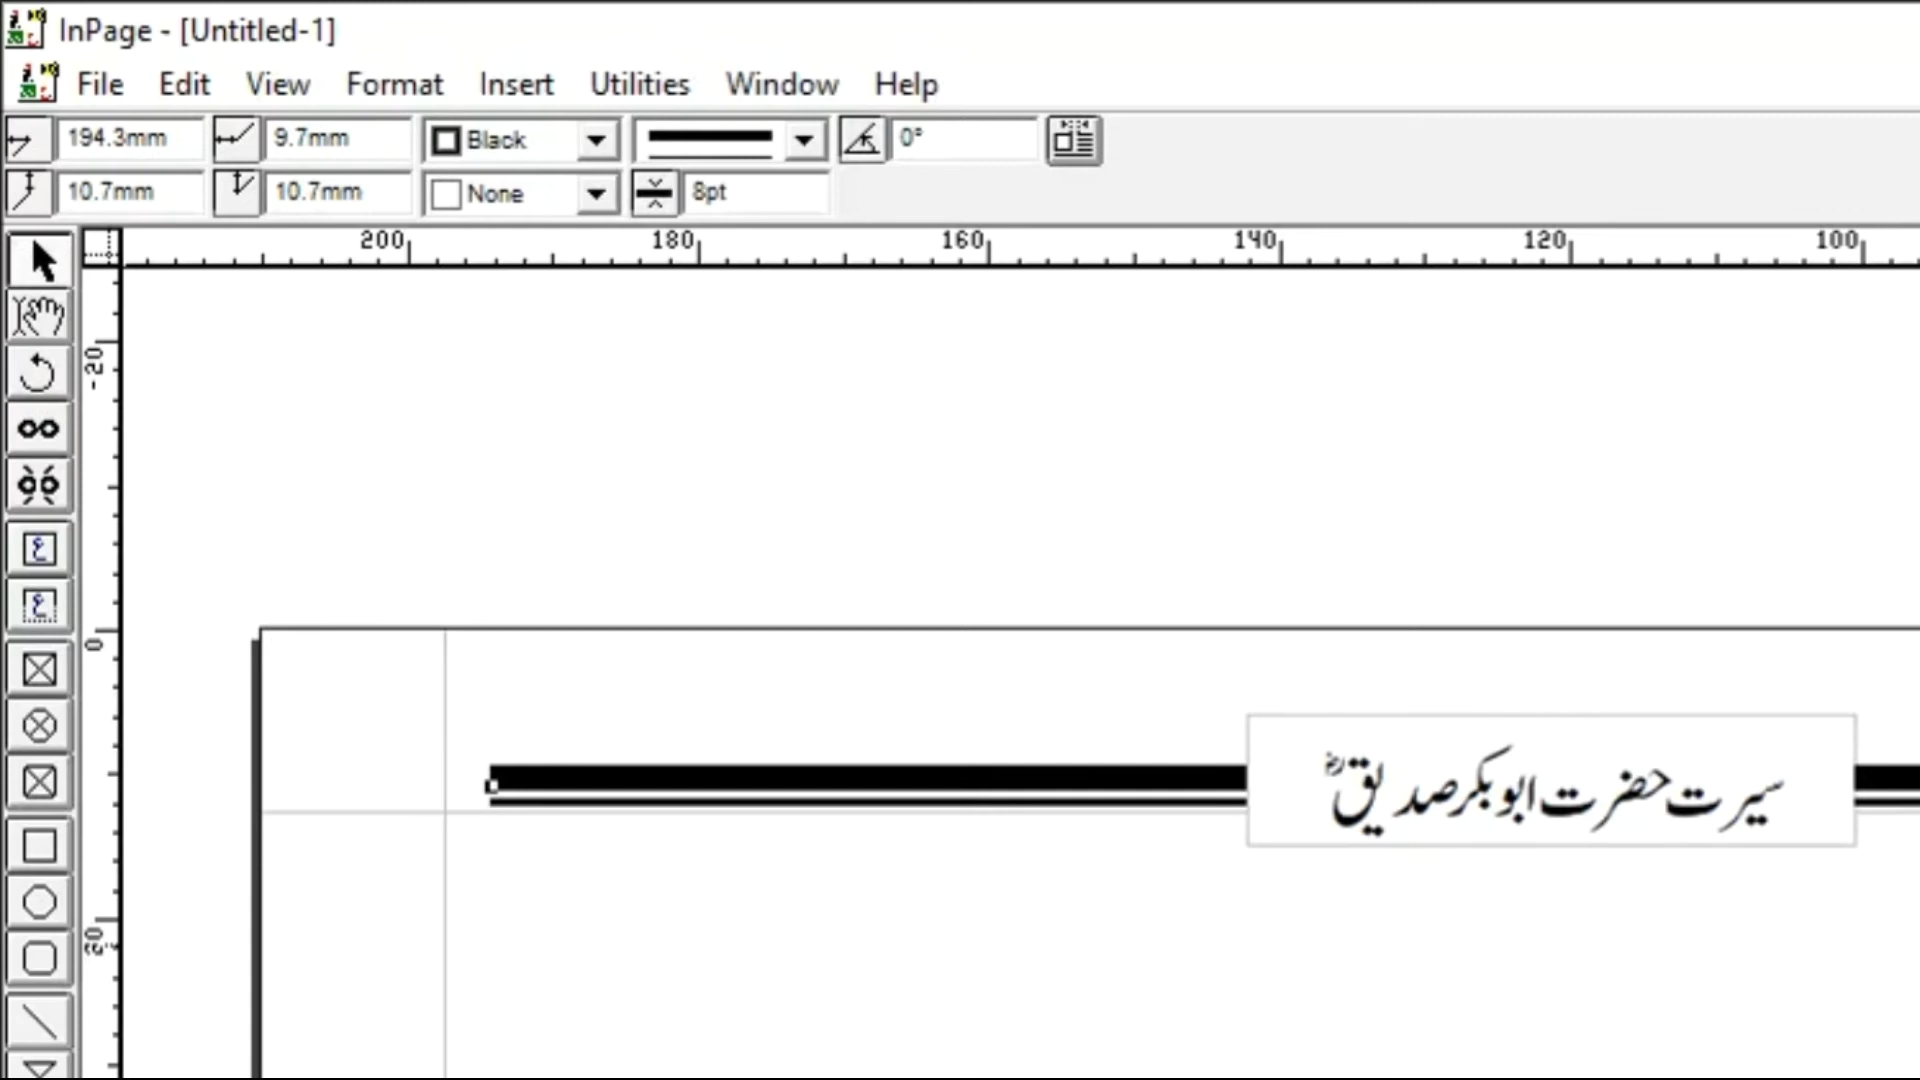 InPage - [Untitled-1]
File Edit View Format Insert Utilities Window Help
194.3mm 9.7mm Black 0°
10.7mm 10.7mm None 8pt
200 180 160 140 120 100
-20
0
20
سیرت حضرت ابوبکر صدیقؓ